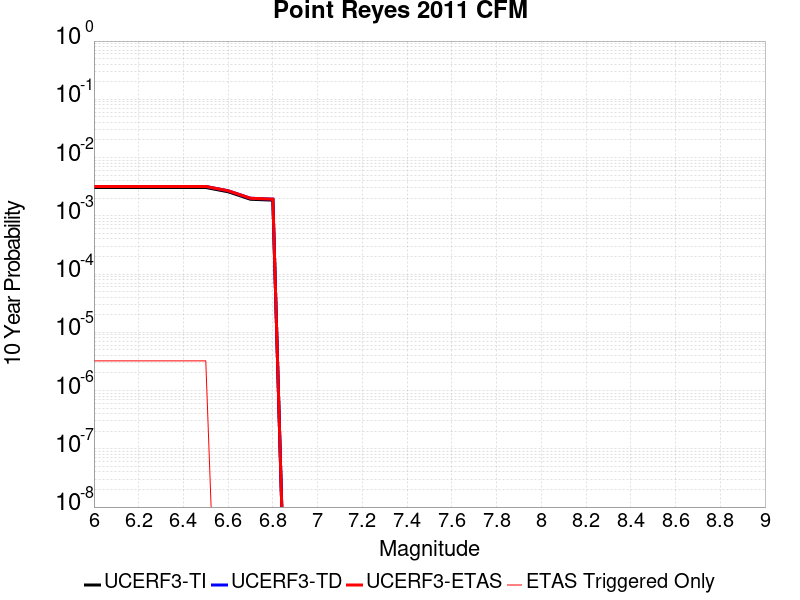 Point Reyes 2011 CFM
10 Year Probability
10^0
10^-1
10^-2
10^-3
10^-4
10^-5
10^-6
10^-7
10^-8
6 6.2 6.4 6.6 6.8 7 7.2 7.4 7.6 7.8 8 8.2 8.4 8.6 8.8 9
Magnitude
UCERF3-TI UCERF3-TD UCERF3-ETAS ETAS Triggered Only